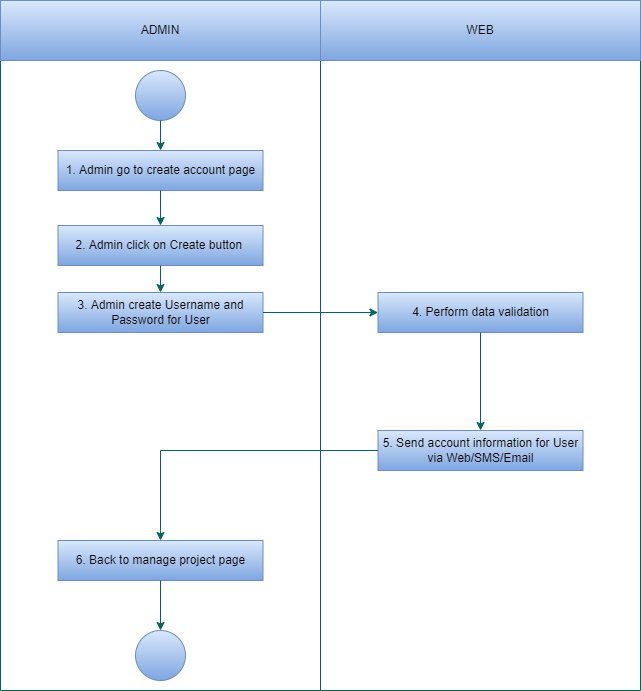 ADMIN
WEB
1. Admin go to create account page
2. Admin click on Create button
3. Admin create Username and
Password for User
4. Perform data validation
5. Send account information for User
via Web/SMS/Email
6. Back to manage project page